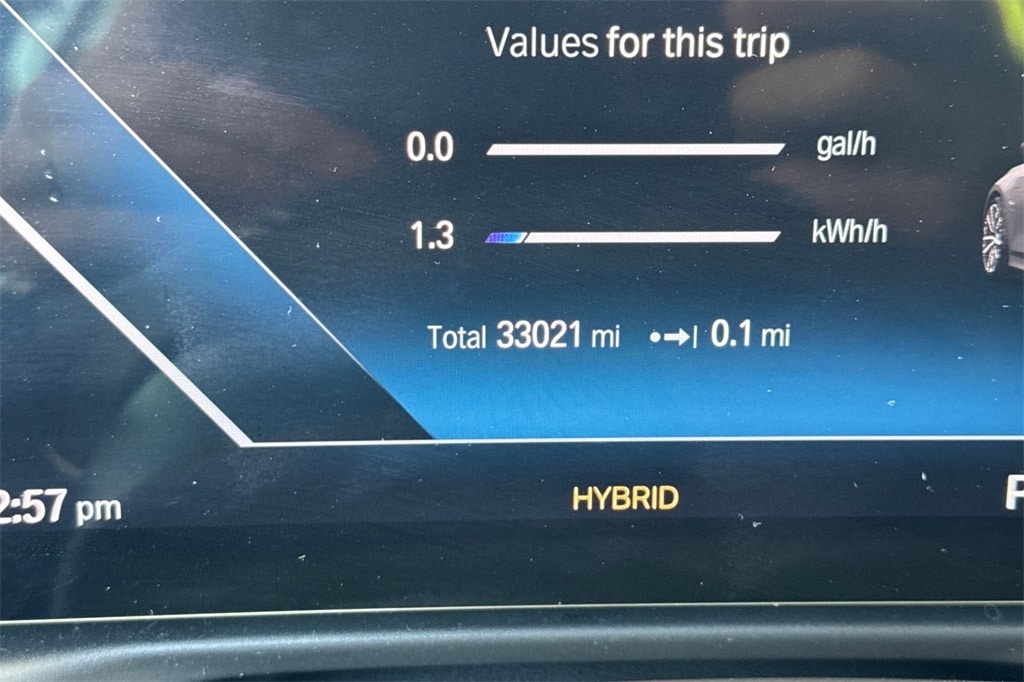 Values for this trip
0.0 gal/h
1.3 kWh/h
Total 33021 mi 0.1 mi
2:57 pm HYBRID P